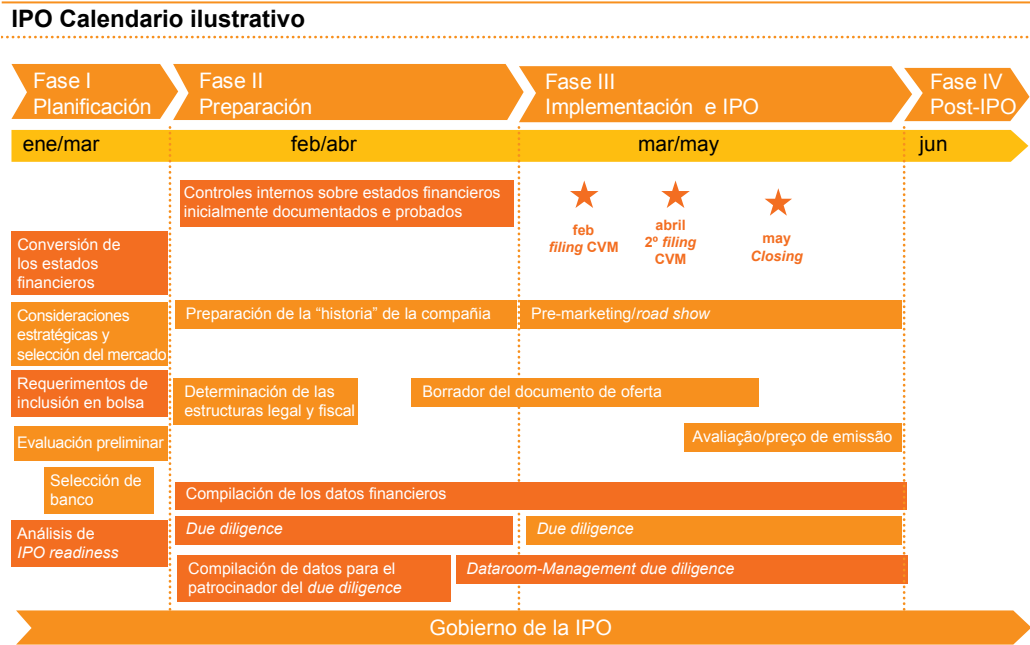 IPO Calendario ilustrativo
Fase I
Planificación
Fase II
Preparación
Fase III
Implementación e IPO
Fase IV
Post-IPO
ene/mar
feb/abr
mar/may
jun
Controles internos sobre estados financieros
inicialmente documentados e probados
feb
filing CVM
abril
2º filing
CVM
may
Closing
Conversión de
los estados
financieros
Consideraciones
estratégicas y
selección del mercado
Preparación de la “historia” de la compañia
Pre-marketing/road show
Requerimentos de
inclusión en bolsa
Determinación de las
estructuras legal y fiscal
Borrador del documento de oferta
Evaluación preliminar
Avaliação/preço de emissão
Selección de
banco
Compilación de los datos financieros
Análisis de
IPO readiness
Due diligence
Due diligence
Compilación de datos para el
patrocinador del due diligence
Dataroom-Management due diligence
Gobierno de la IPO